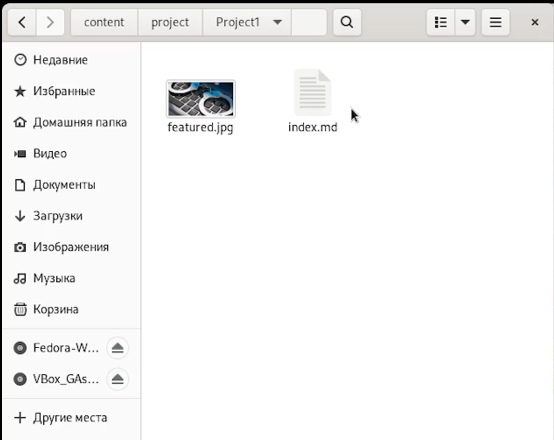 content project Project1
Недавние
Избранные
Домашняя папка
Видео
Документы
Загрузки
Изображения
Музыка
Корзина
Fedora-W...
VBox_GAs...
Другие места
featured.jpg
index.md